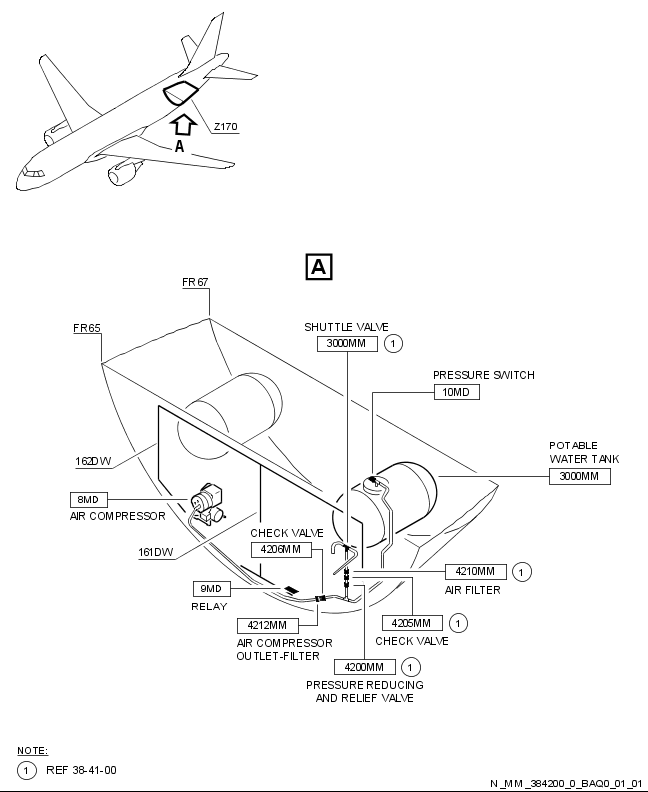 Z170
A
A
FR67
FR65
SHUTTLE VALVE
3000MM 1
PRESSURE SWITCH
10MD
POTABLE
WATER TANK
3000MM
162DW
8MD
AIR COMPRESSOR
161DW
CHECK VALVE
4206MM
9MD
RELAY
4210MM 1
AIR FILTER
4212MM
AIR COMPRESSOR
OUTLET-FILTER
4205MM 1
CHECK VALVE
4200MM 1
PRESSURE REDUCING
AND RELIEF VALVE
NOTE:
1 REF 38-41-00
N_MM_384200_0_BAQ0_01_01